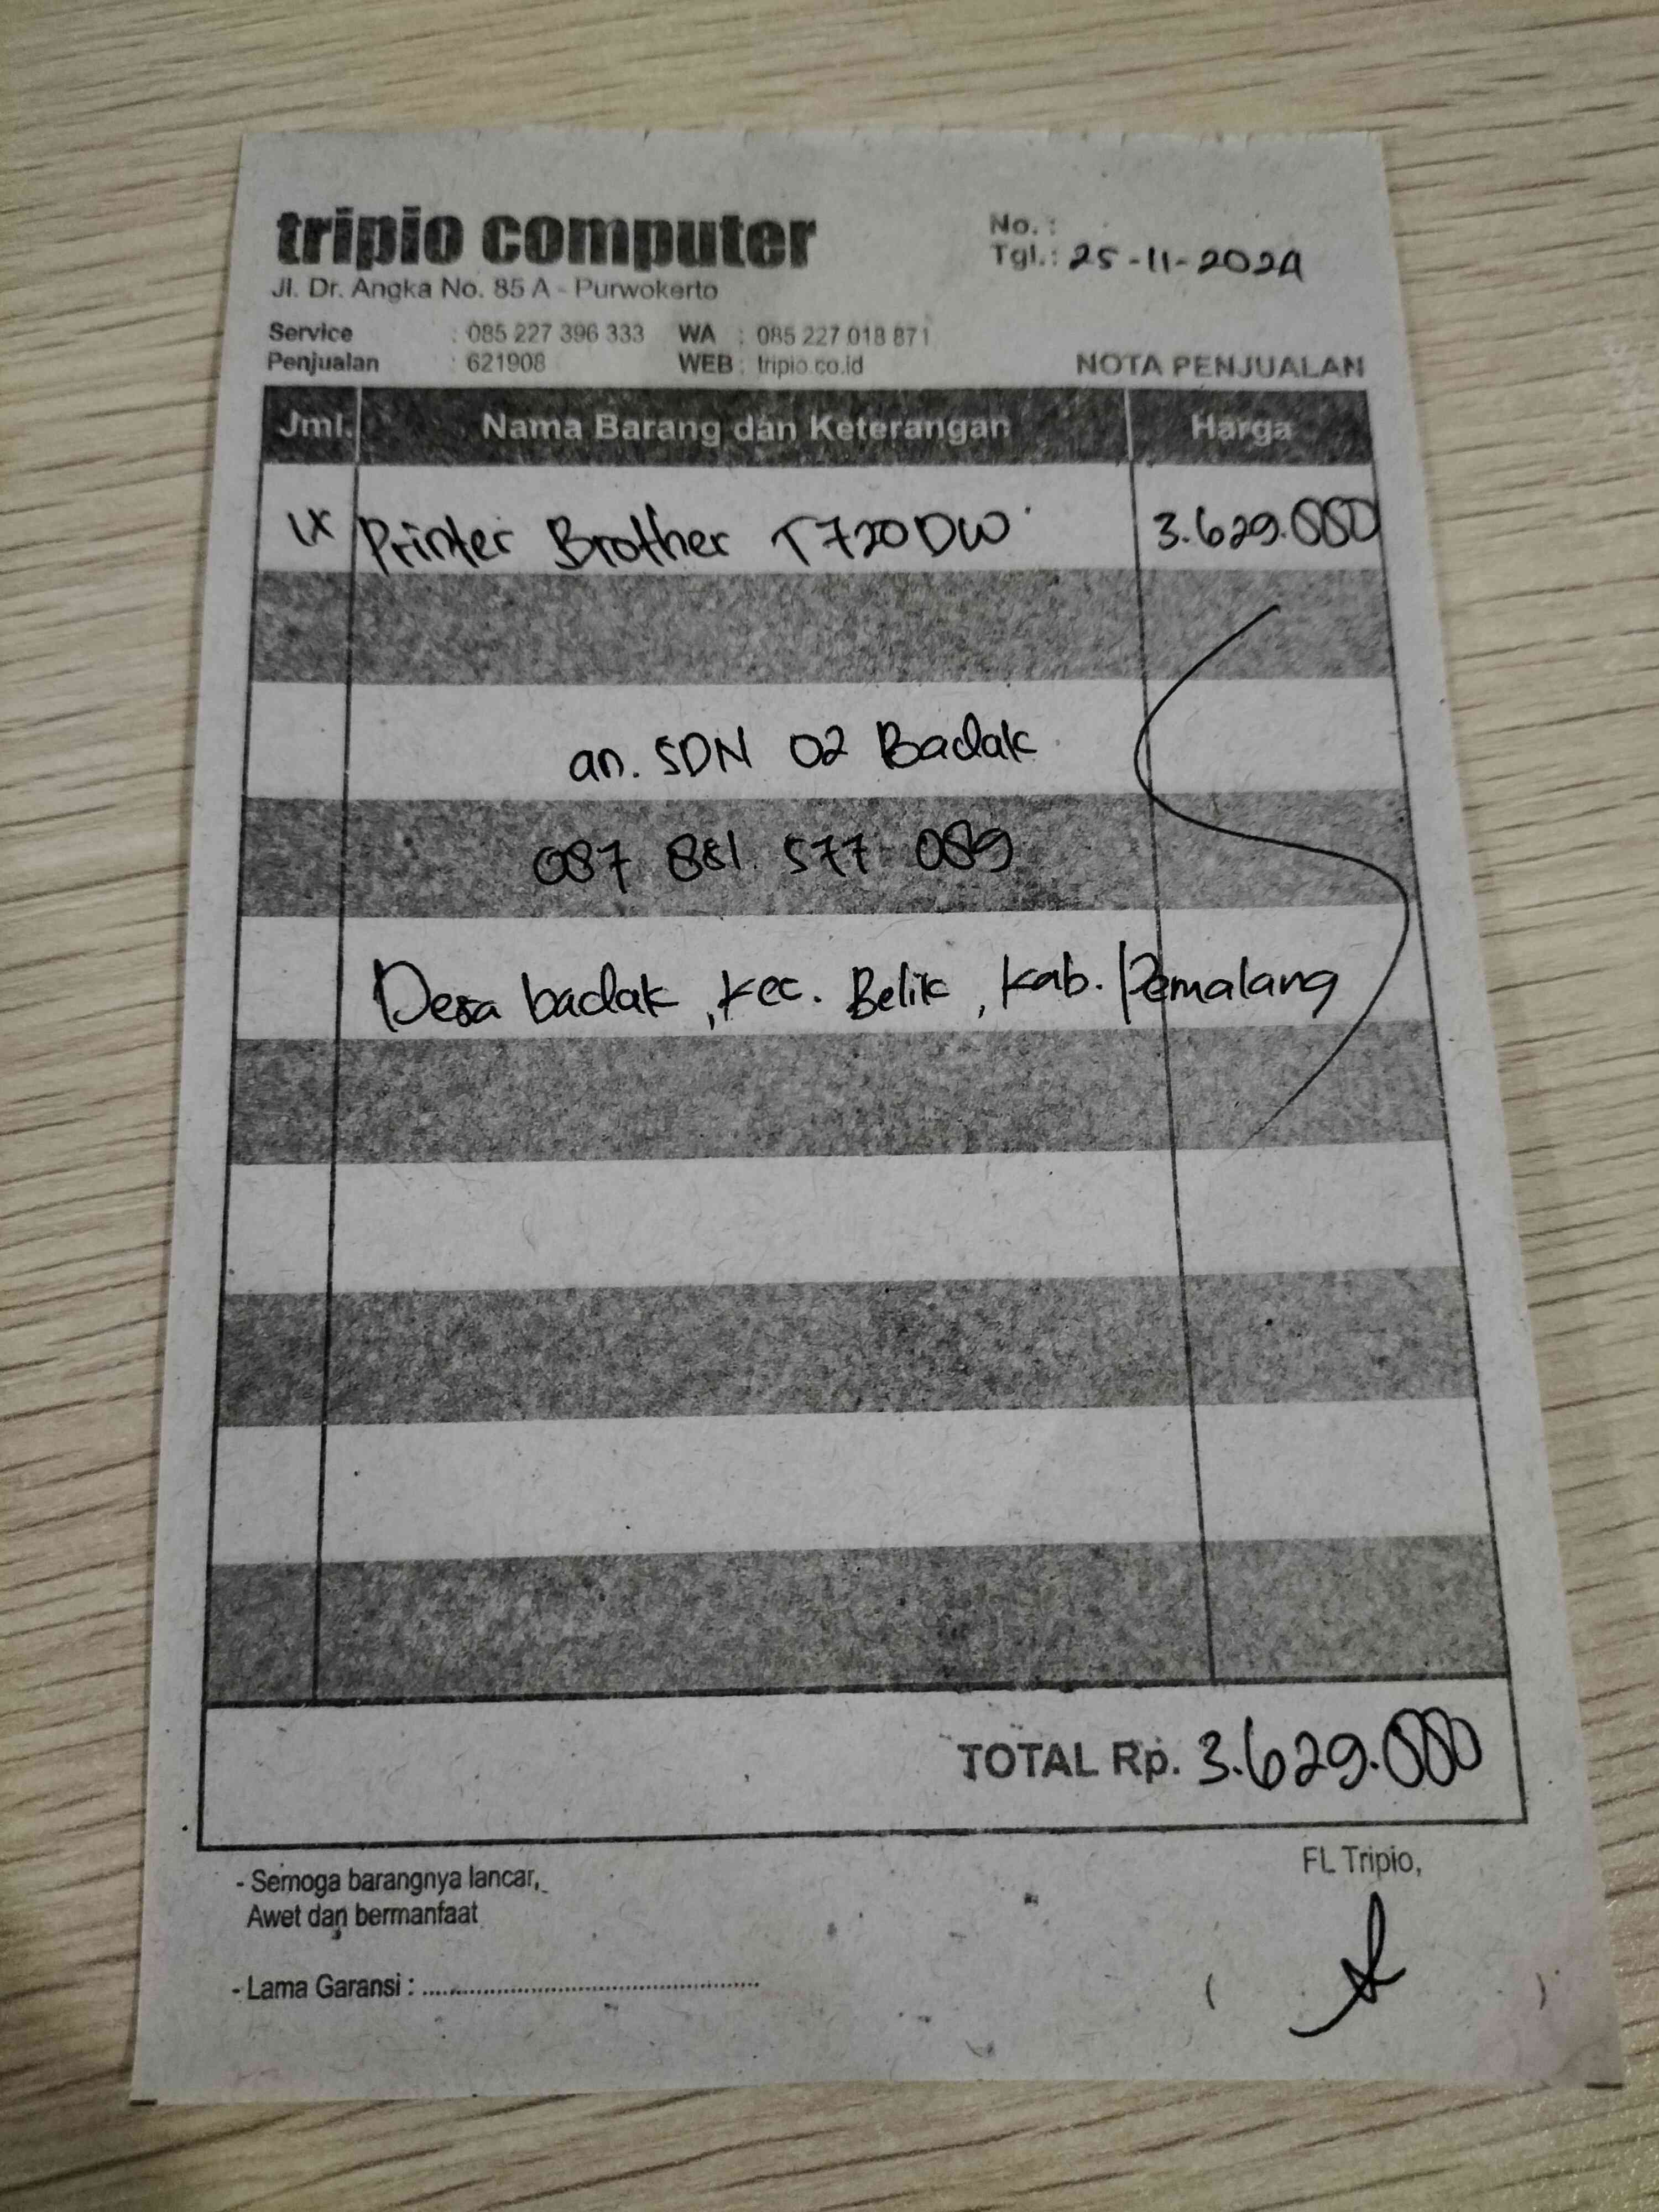 tripio computer
Jl. Dr. Angka No. 85 A - Purwokerto
No. :
Tgl.: 25-11-2024
Service : 085 227 396 333 WA : 085 227 018 871
Penjualan : 621908 WEB : tripio.co.id
NOTA PENJUALAN
Jml. Nama Barang dan Keterangan Harga
1x Printer Brother T720DW 3.629.000
an. SDN 02 Badak
087 881 577 089
Desa badak, kec. Belik, kab. Pemalang
TOTAL Rp. 3.629.000
- Semoga barangnya lancar,
Awet dan bermanfaat
- Lama Garansi : ..........
FL Tripio,
( )